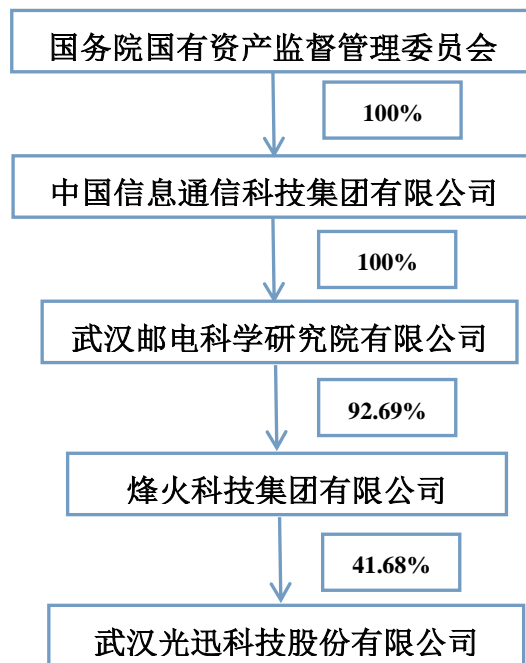 国务院国有资产监督管理委员会
100%
中国信息通信科技集团有限公司
100%
武汉邮电科学研究院有限公司
92.69%
烽火科技集团有限公司
41.68%
武汉光迅科技股份有限公司